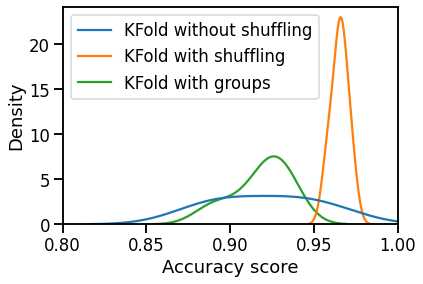 KFold without shuffling
KFold with shuffling
KFold with groups
Density
20
15
10
5
0
0.80 0.85 0.90 0.95 1.00
Accuracy score